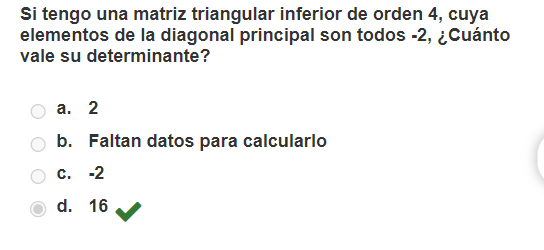 Si tengo una matriz triangular inferior de orden 4, cuya
elementos de la diagonal principal son todos -2, ¿Cuánto
vale su determinante?
a. 2
b. Faltan datos para calcularlo
c. -2
d. 16